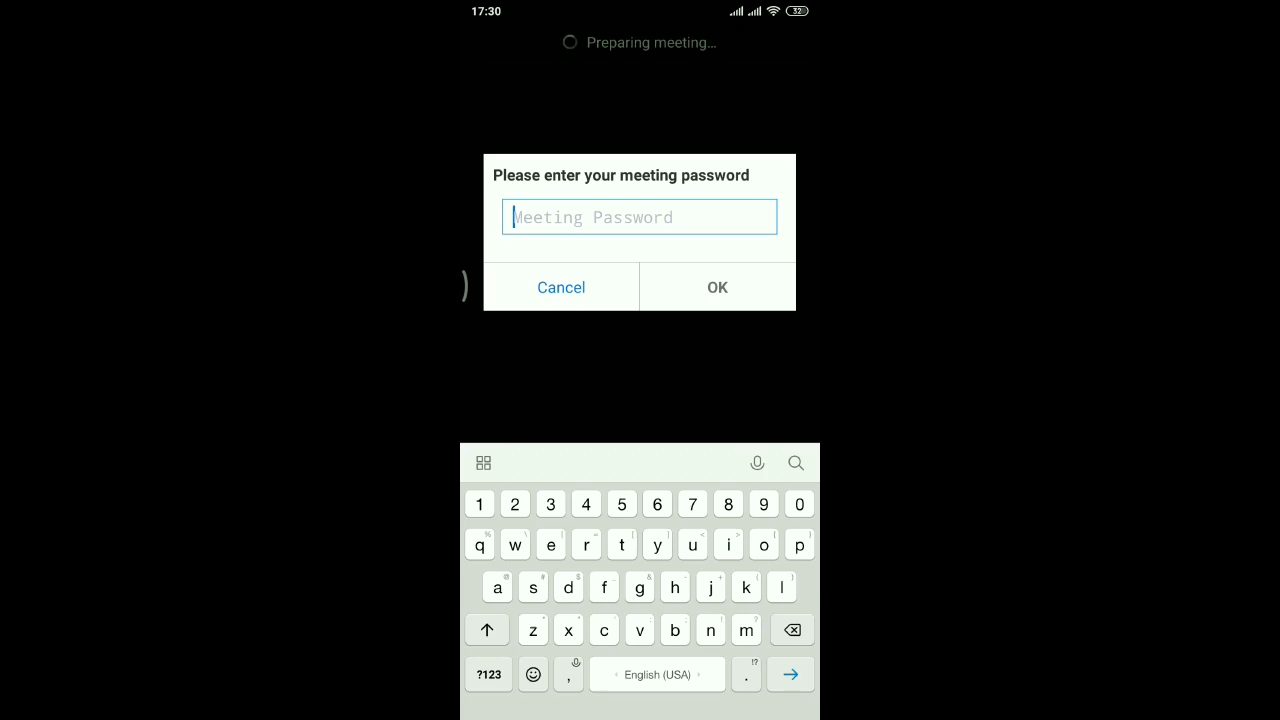 17:30
32
Preparing meeting...
Please enter your meeting password
Meeting Password
Cancel
OK
1 2 3 4 5 6 7 8 9 0
q w e r t y u i o p
a s d f g h j k l
z x c v b n m
?123 , English (USA) . !?